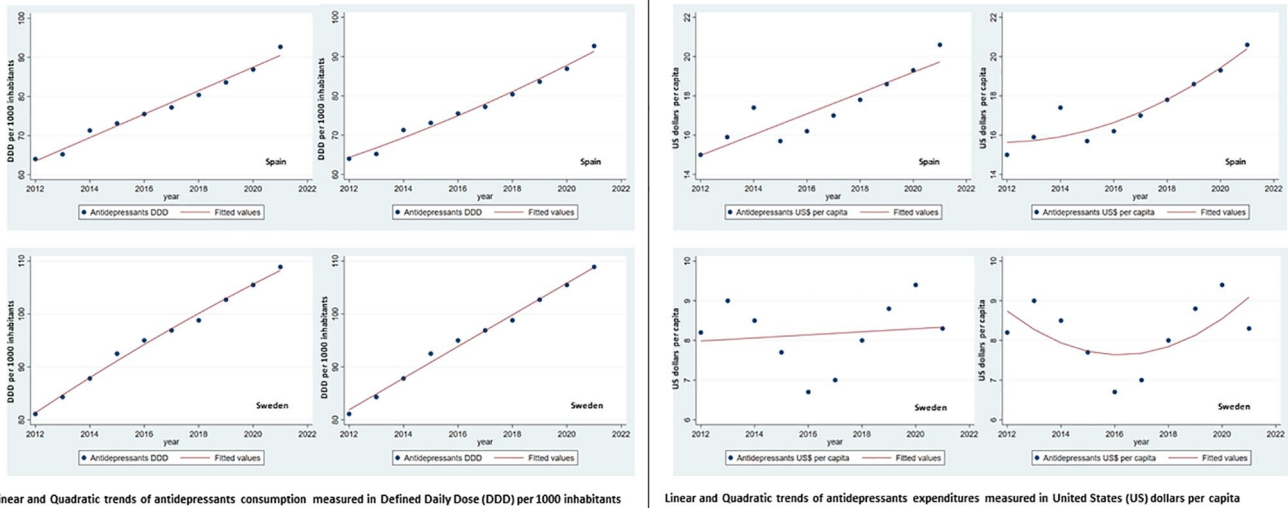 DDD per 1000 inhabitants
100
90
80
70
60
Spain
2012 2014 2016 2018 2020 2022
year
Antidepressants DDD Fitted values
DDD per 1000 inhabitants
100
90
80
70
60
Spain
2012 2014 2016 2018 2020 2022
year
Antidepressants DDD Fitted values
US dollars per capita
22
20
18
16
14
Spain
2012 2014 2016 2018 2020 2022
year
Antidepressants US$ per capita Fitted values
US dollars per capita
22
20
18
16
14
Spain
2012 2014 2016 2018 2020 2022
year
Antidepressants US$ per capita Fitted values
DDD per 1000 inhabitants
110
100
90
80
Sweden
2012 2014 2016 2018 2020 2022
year
Antidepressants DDD Fitted values
DDD per 1000 inhabitants
110
100
90
80
Sweden
2012 2014 2016 2018 2020 2022
year
Antidepressants DDD Fitted values
US dollars per capita
10
9
8
7
6
Sweden
2012 2014 2016 2018 2020 2022
year
Antidepressants US$ per capita Fitted values
US dollars per capita
10
9
8
7
6
Sweden
2012 2014 2016 2018 2020 2022
year
Antidepressants US$ per capita Fitted values
inear and Quadratic trends of antidepressants consumption measured in Defined Daily Dose (DDD) per 1000 inhabitants
Linear and Quadratic trends of antidepressants expenditures measured in United States (US) dollars per capita